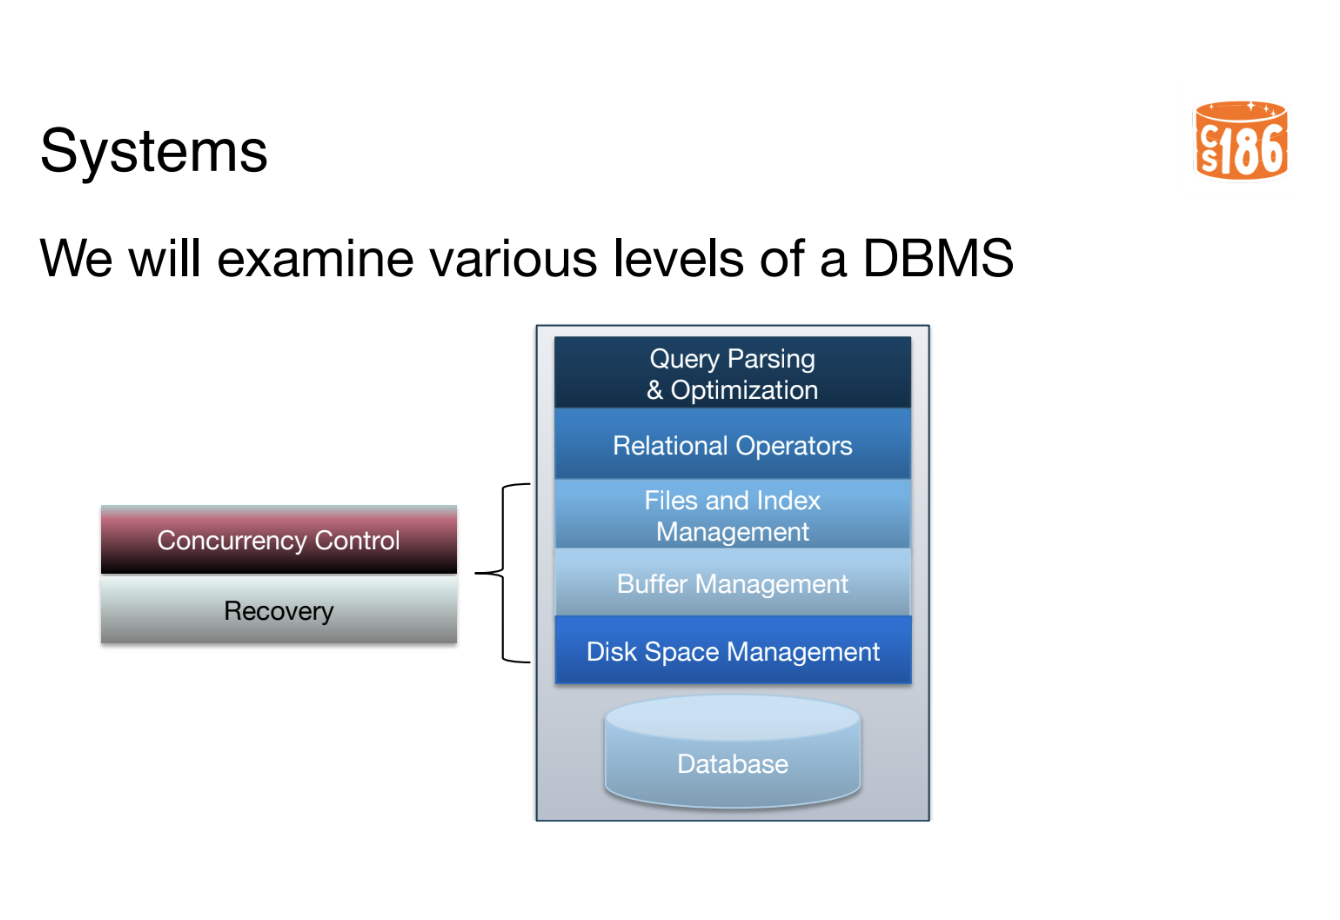 Systems
CS186
We will examine various levels of a DBMS
Query Parsing
& Optimization
Relational Operators
Files and Index
Management
Buffer Management
Disk Space Management
Database
Concurrency Control
Recovery